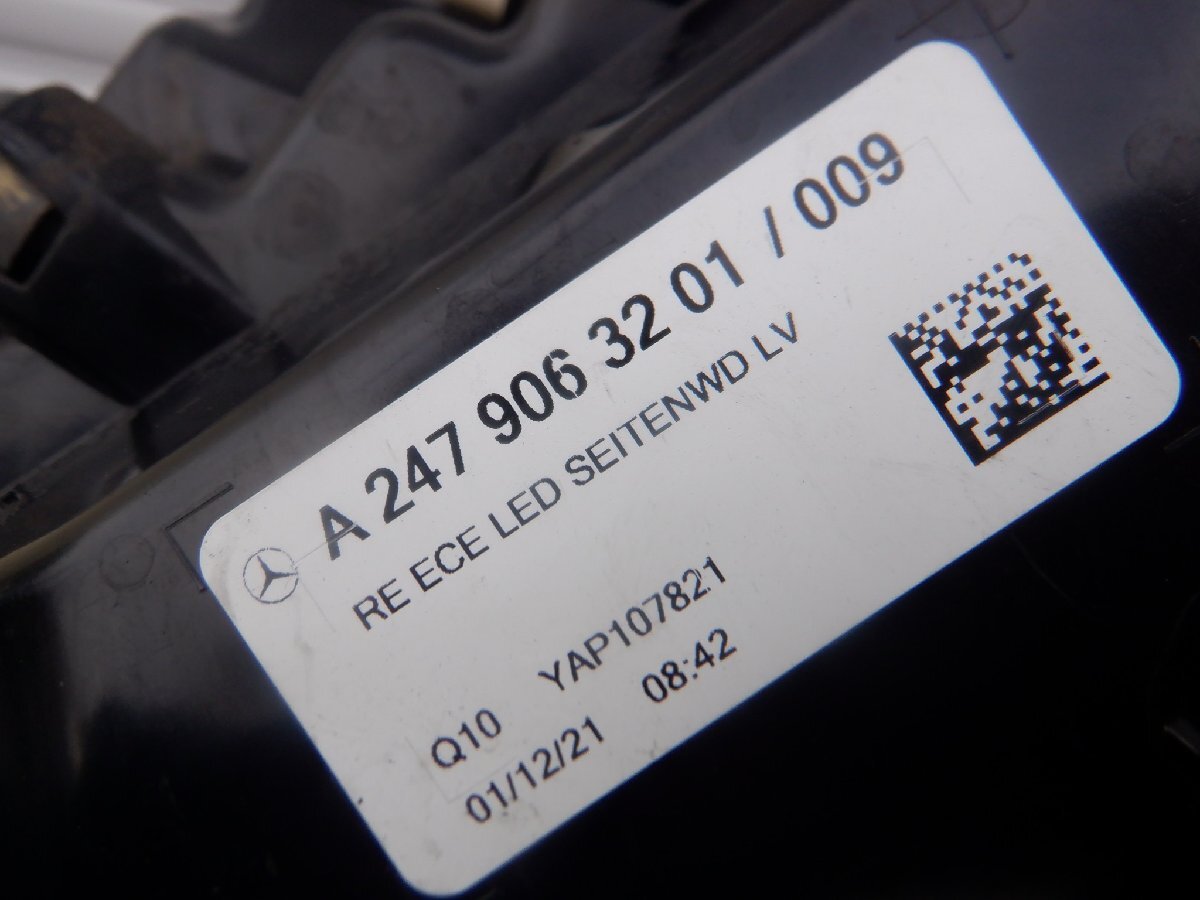 A 247 906 32 01 / 009
RE ECE LED SEITENWD LV
Q10 YAP107821
01/12/21 08:42